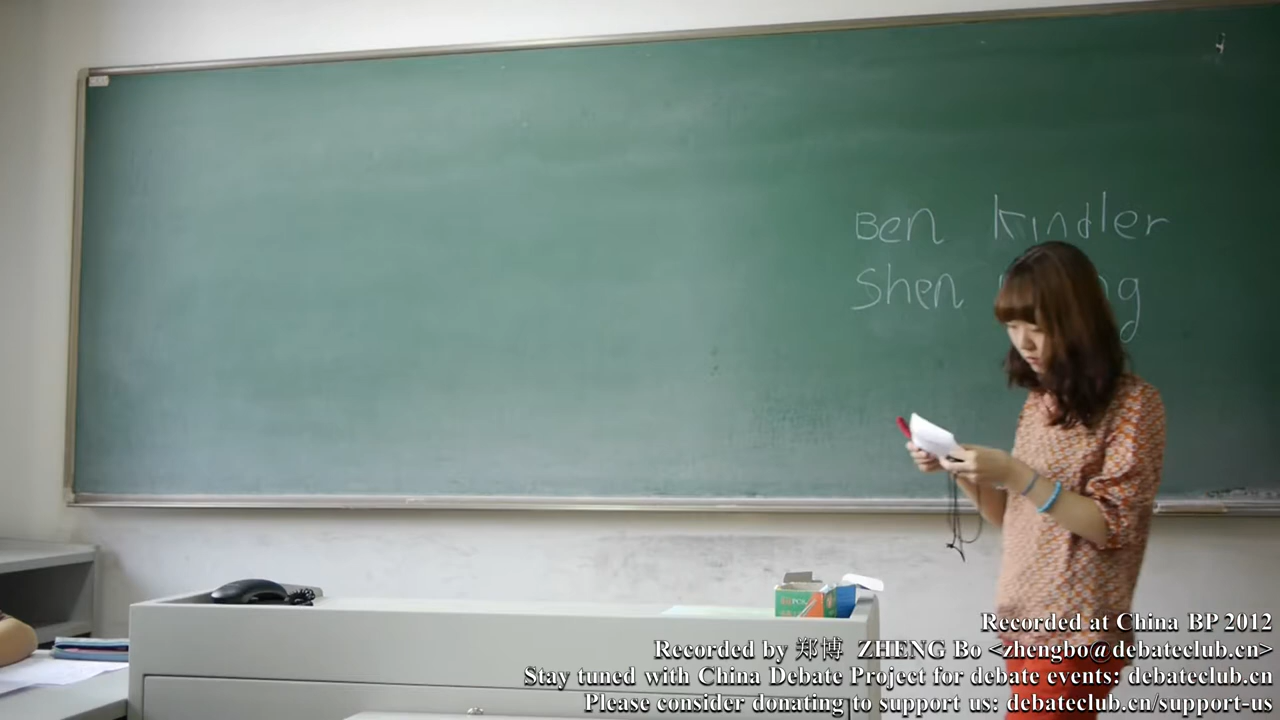 Ben kindler
Shen
Recorded at China BP 2012
Recorded by 郑博 ZHENG Bo <zhengbo@debateclub.cn>
Stay tuned with China Debate Project for debate events: debateclub.cn
Please consider donating to support us: debateclub.cn/support-us